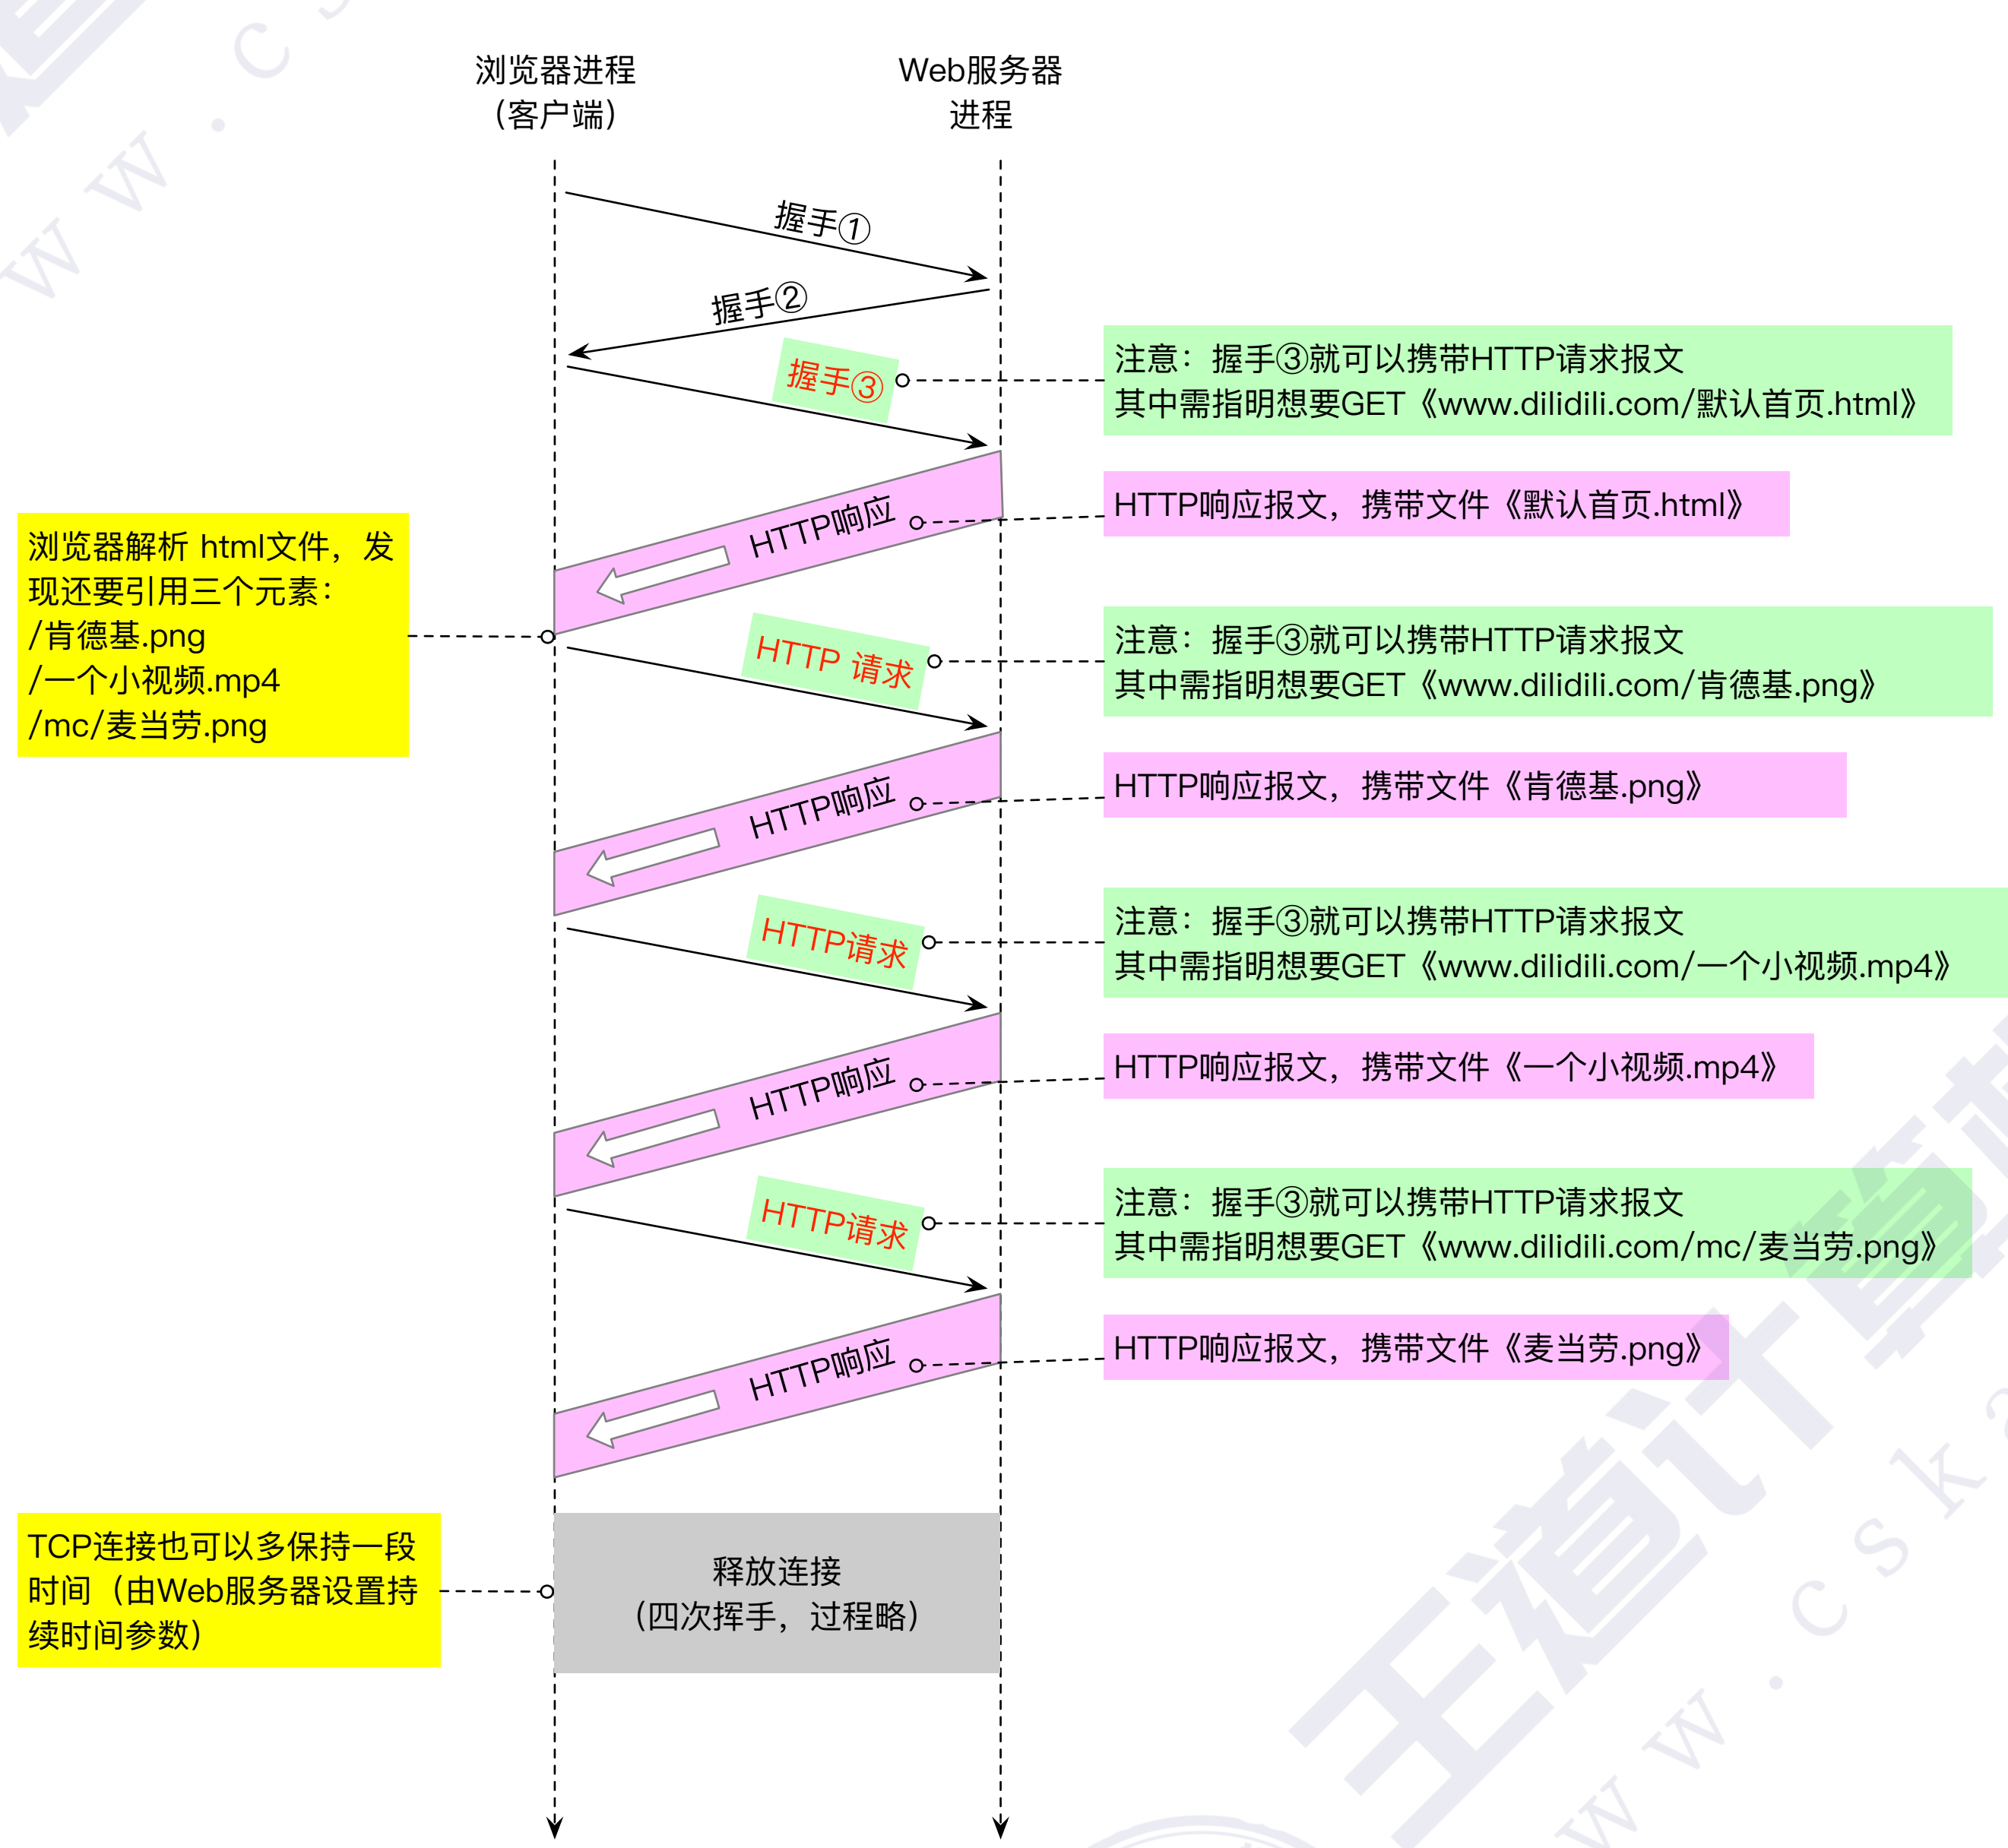 浏览器进程
（客户端）
Web服务器
进程
握手①
握手②
握手③
注意：握手③就可以携带HTTP请求报文
其中需指明想要GET《www.dilidili.com/默认首页.html》
HTTP响应
HTTP响应报文，携带文件《默认首页.html》
浏览器解析 html文件，发
现还要引用三个元素：
/肯德基.png
/一个小视频.mp4
/mc/麦当劳.png
HTTP 请求
注意：握手③就可以携带HTTP请求报文
其中需指明想要GET《www.dilidili.com/肯德基.png》
HTTP响应
HTTP响应报文，携带文件《肯德基.png》
HTTP请求
注意：握手③就可以携带HTTP请求报文
其中需指明想要GET《www.dilidili.com/一个小视频.mp4》
HTTP响应
HTTP响应报文，携带文件《一个小视频.mp4》
HTTP请求
注意：握手③就可以携带HTTP请求报文
其中需指明想要GET《www.dilidili.com/mc/麦当劳.png》
HTTP响应
HTTP响应报文，携带文件《麦当劳.png》
TCP连接也可以多保持一段
时间（由Web服务器设置持
续时间参数）
释放连接
（四次挥手，过程略）
王道计算
ww.cska